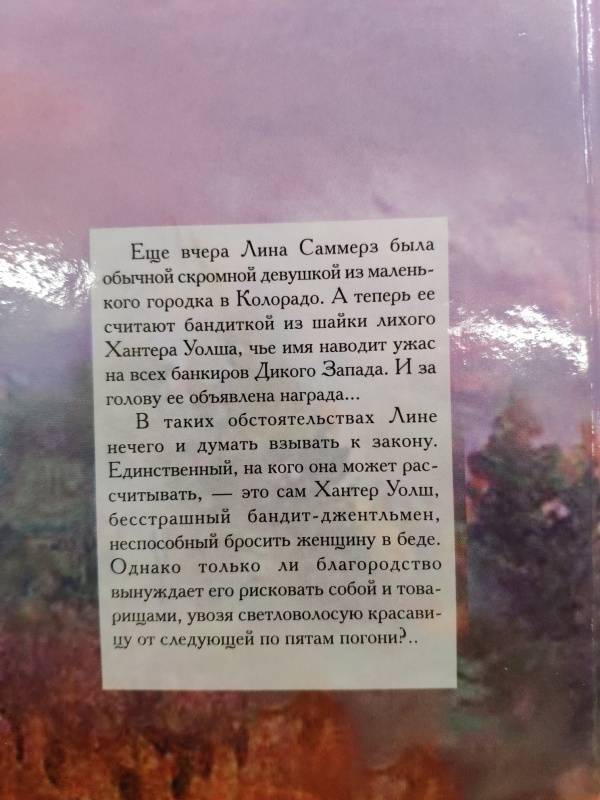 Еще вчера Лина Саммерз была
обычной скромной девушкой из малень-
кого городка в Колорадо. А теперь ее
считают бандиткой из шайки лихого
Хантера Уолша, чье имя наводит ужас
на всех банкиров Дикого Запада. И за
голову ее объявлена награда...
В таких обстоятельствах Лине
нечего и думать взывать к закону.
Единственный, на кого она может рас-
считывать, — это сам Хантер Уолш,
бесстрашный бандит-джентльмен,
неспособный бросить женщину в беде.
Однако только ли благородство
вынуждает его рисковать собой и това-
рищами, увозя светловолосую красави-
цу от следующей по пятам погони?..